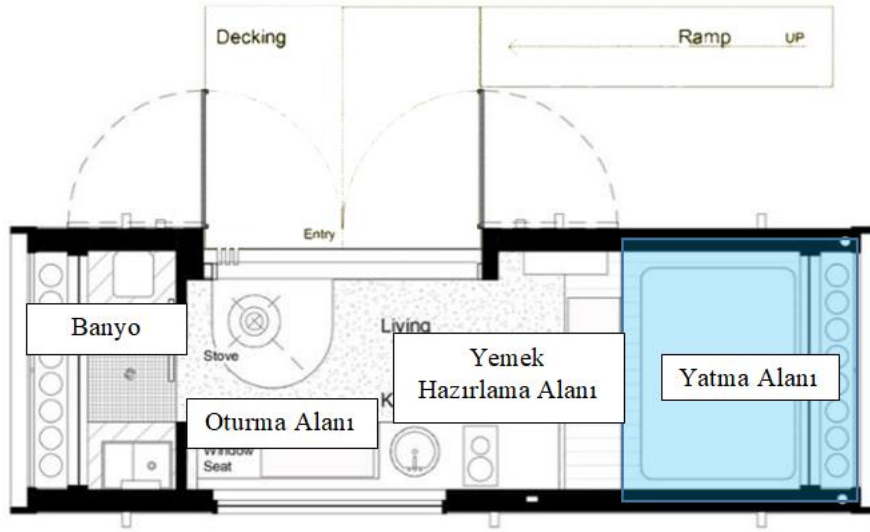 Decking
Ramp
UP
Entry
Banyo
Living
Stove
Yemek
Hazırlama Alanı
Yatma Alanı
K
Oturma Alanı
Window
Seat